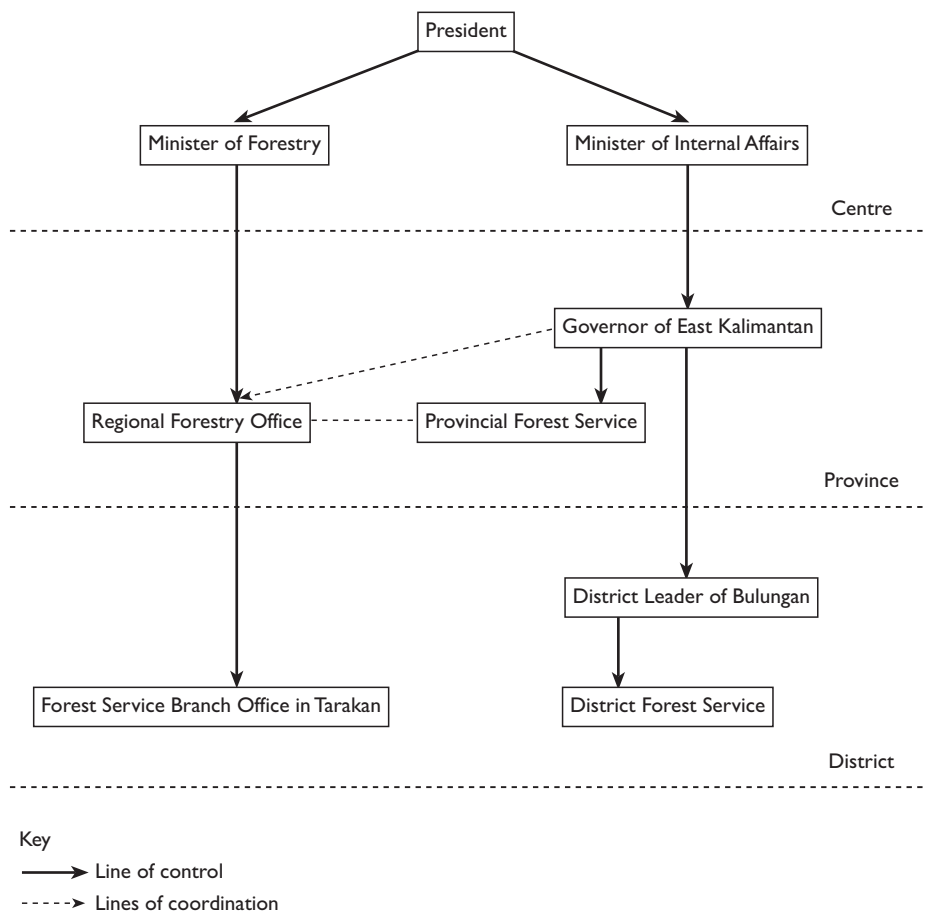 President
Minister of Forestry
Minister of Internal Affairs
Centre
Governor of East Kalimantan
Regional Forestry Office
Provincial Forest Service
Province
District Leader of Bulungan
Forest Service Branch Office in Tarakan
District Forest Service
District
Key
Line of control
Lines of coordination